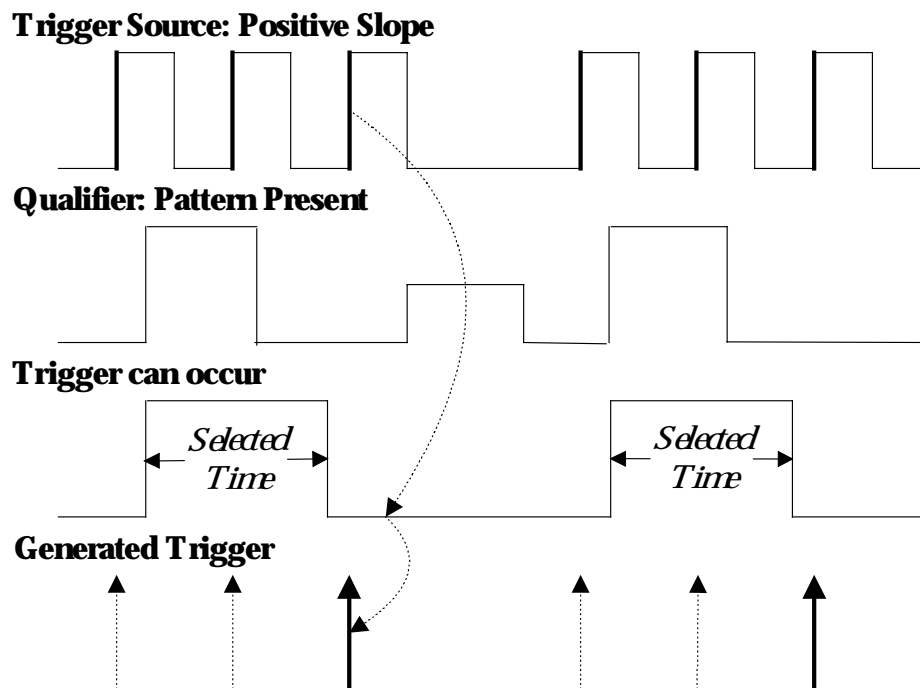 Trigger Source: Positive Slope
Qualifier: Pattern Present
Trigger can occur
Selected
Time
Selected
Time
Generated Trigger